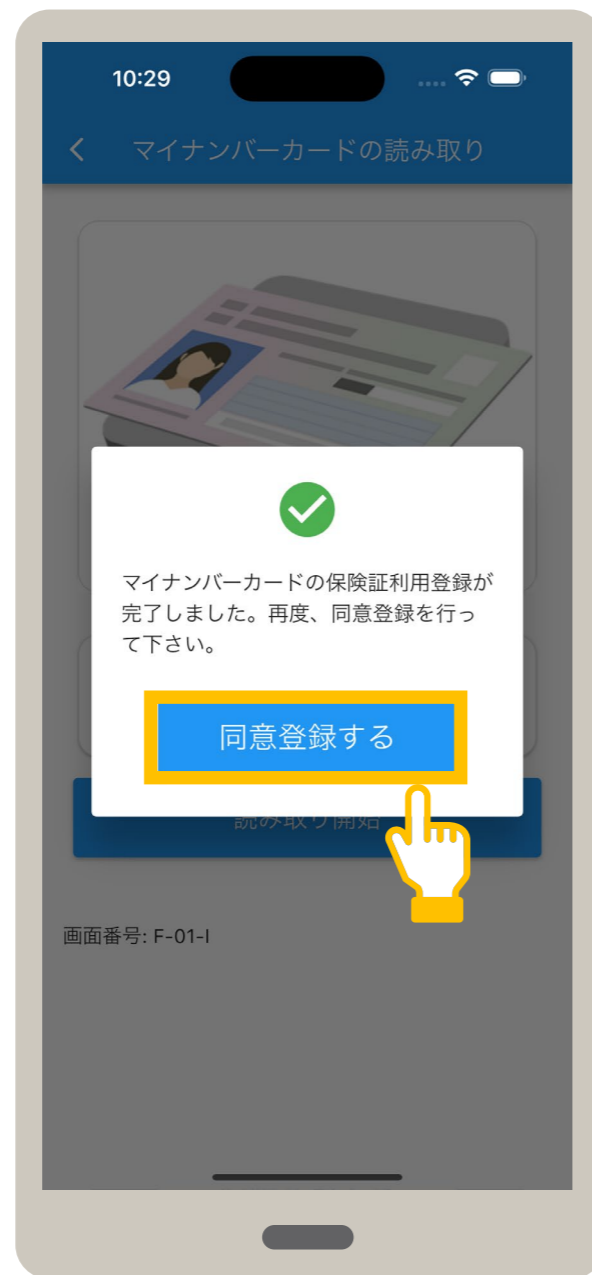 10:29
マイナンバーカードの読み取り
マイナンバーカードの保険証利用登録が
完了しました。再度、同意登録を行っ
て下さい。
同意登録する
読み取り開始
画面番号: F-01-I